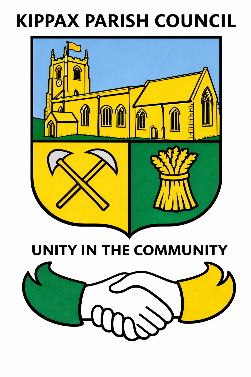 KIPPAX PARISH COUNCIL
UNITY IN THE COMMUNITY